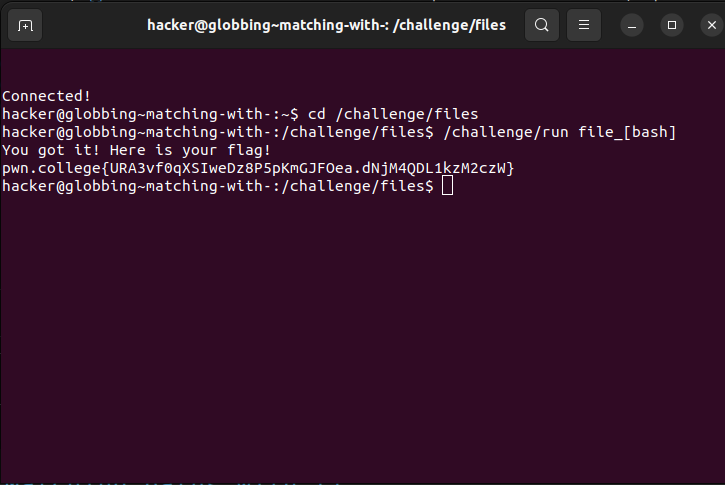 hacker@globbing~matching-with-: /challenge/files
Connected!
hacker@globbing~matching-with-:~$ cd /challenge/files
hacker@globbing~matching-with-:/challenge/files$ /challenge/run file_[bash]
You got it! Here is your flag!
pwn.college{URA3vf0qXSIweDz8P5pKmGJFOea.dNjM4QDL1kzM2czW}
hacker@globbing~matching-with-:/challenge/files$